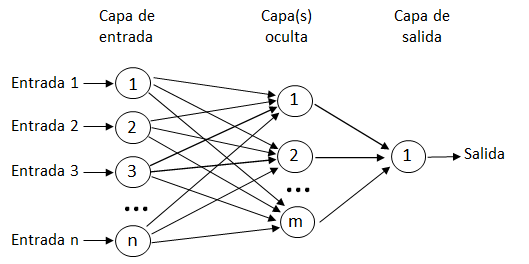 Capa de
entrada
Capa(s)
oculta
Capa de
salida
Entrada 1
1
Entrada 2
2
Entrada 3
3
...
Entrada n
n
1
2
...
m
1
Salida